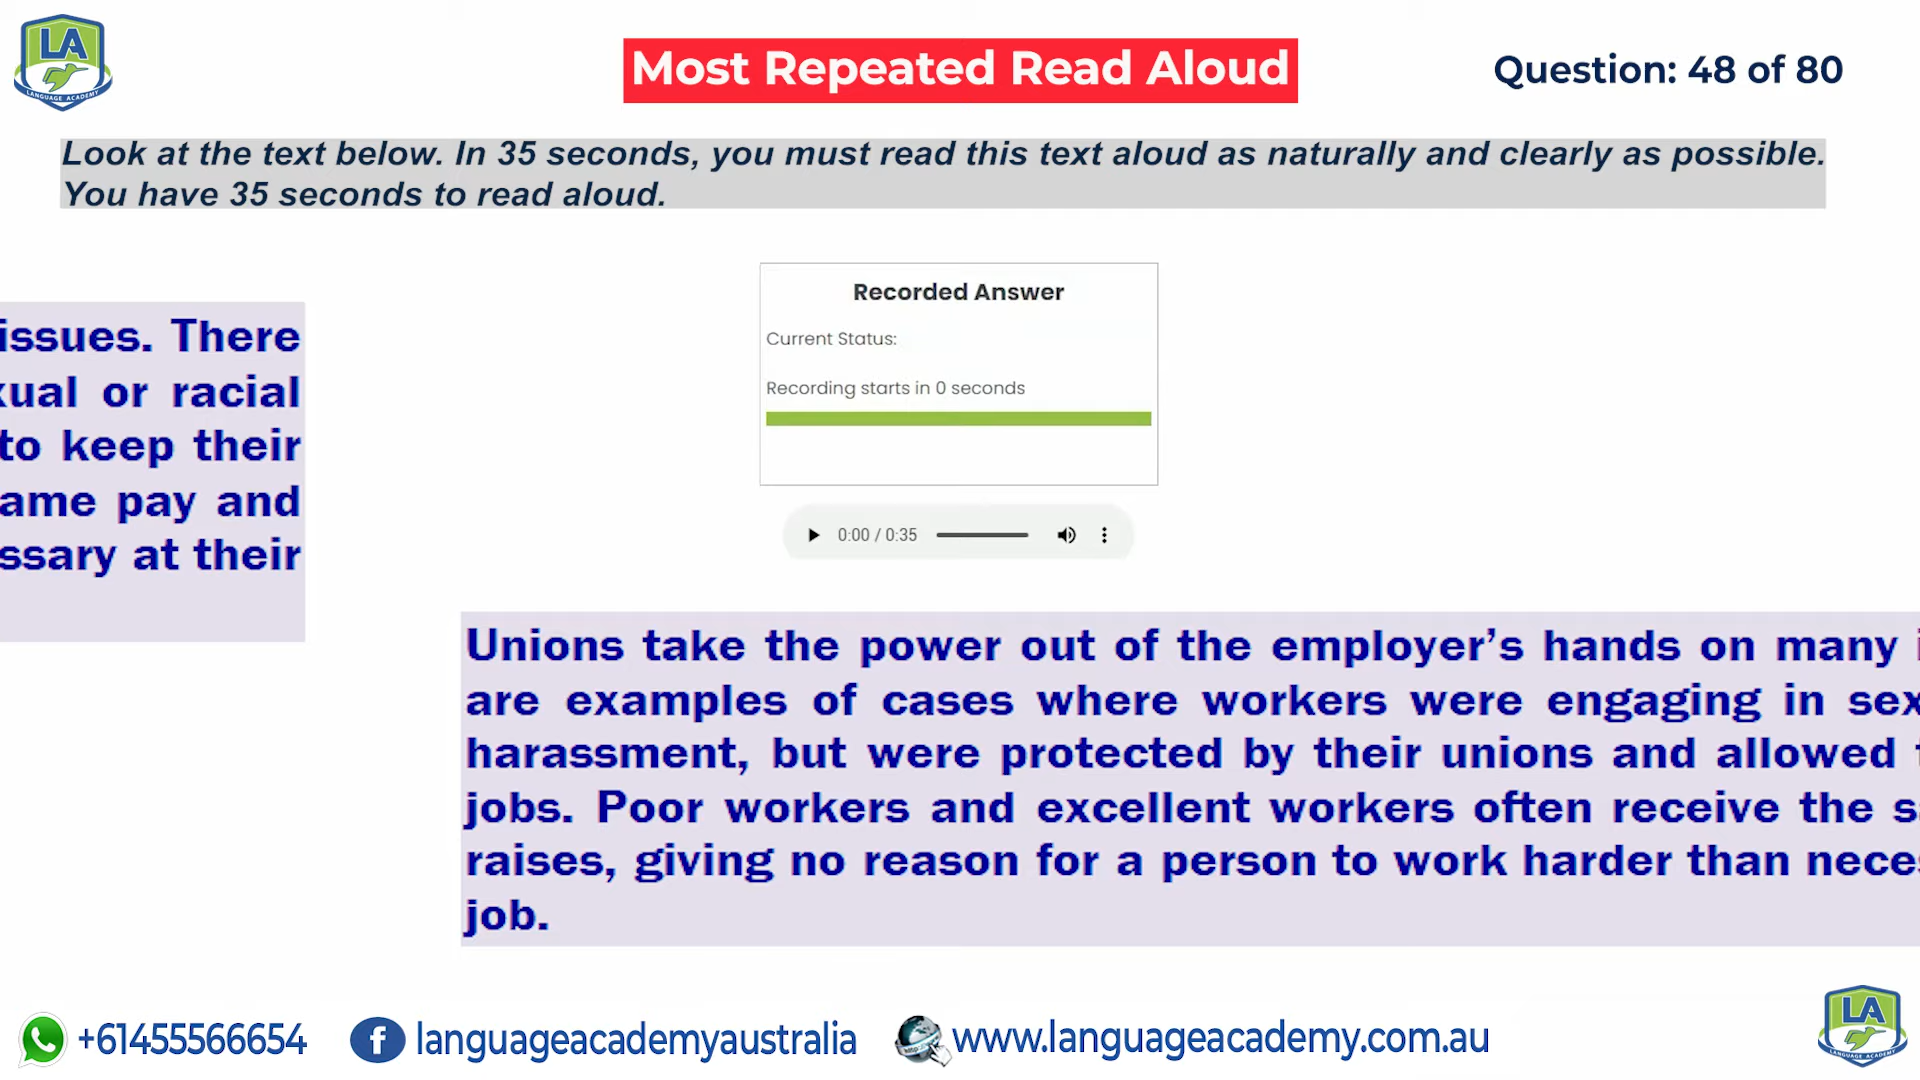 LA
LANGUAGE ACADEMY
Most Repeated Read Aloud
Question: 48 of 80
Look at the text below. In 35 seconds, you must read this text aloud as naturally and clearly as possible.
You have 35 seconds to read aloud.
issues. There
xual or racial
to keep their
ame pay and
ssary at their
Recorded Answer
Current Status:
Recording starts in 0 seconds
0:00 / 0:35
Unions take the power out of the employer’s hands on many
are examples of cases where workers were engaging in sex
harassment, but were protected by their unions and allowed
jobs. Poor workers and excellent workers often receive the s
raises, giving no reason for a person to work harder than neces
job.
+61455566654
languageacademyaustralia
www.languageacademy.com.au
LA
LANGUAGE ACADEMY